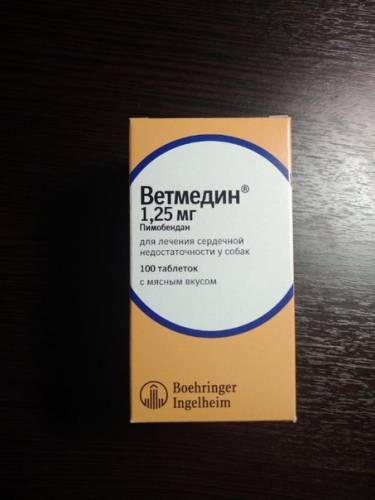 Ветмедин®
1,25 мг
Пимобендан
для лечения сердечной
недостаточности у собак
100 таблеток
с мясным вкусом
Boehringer
Ingelheim